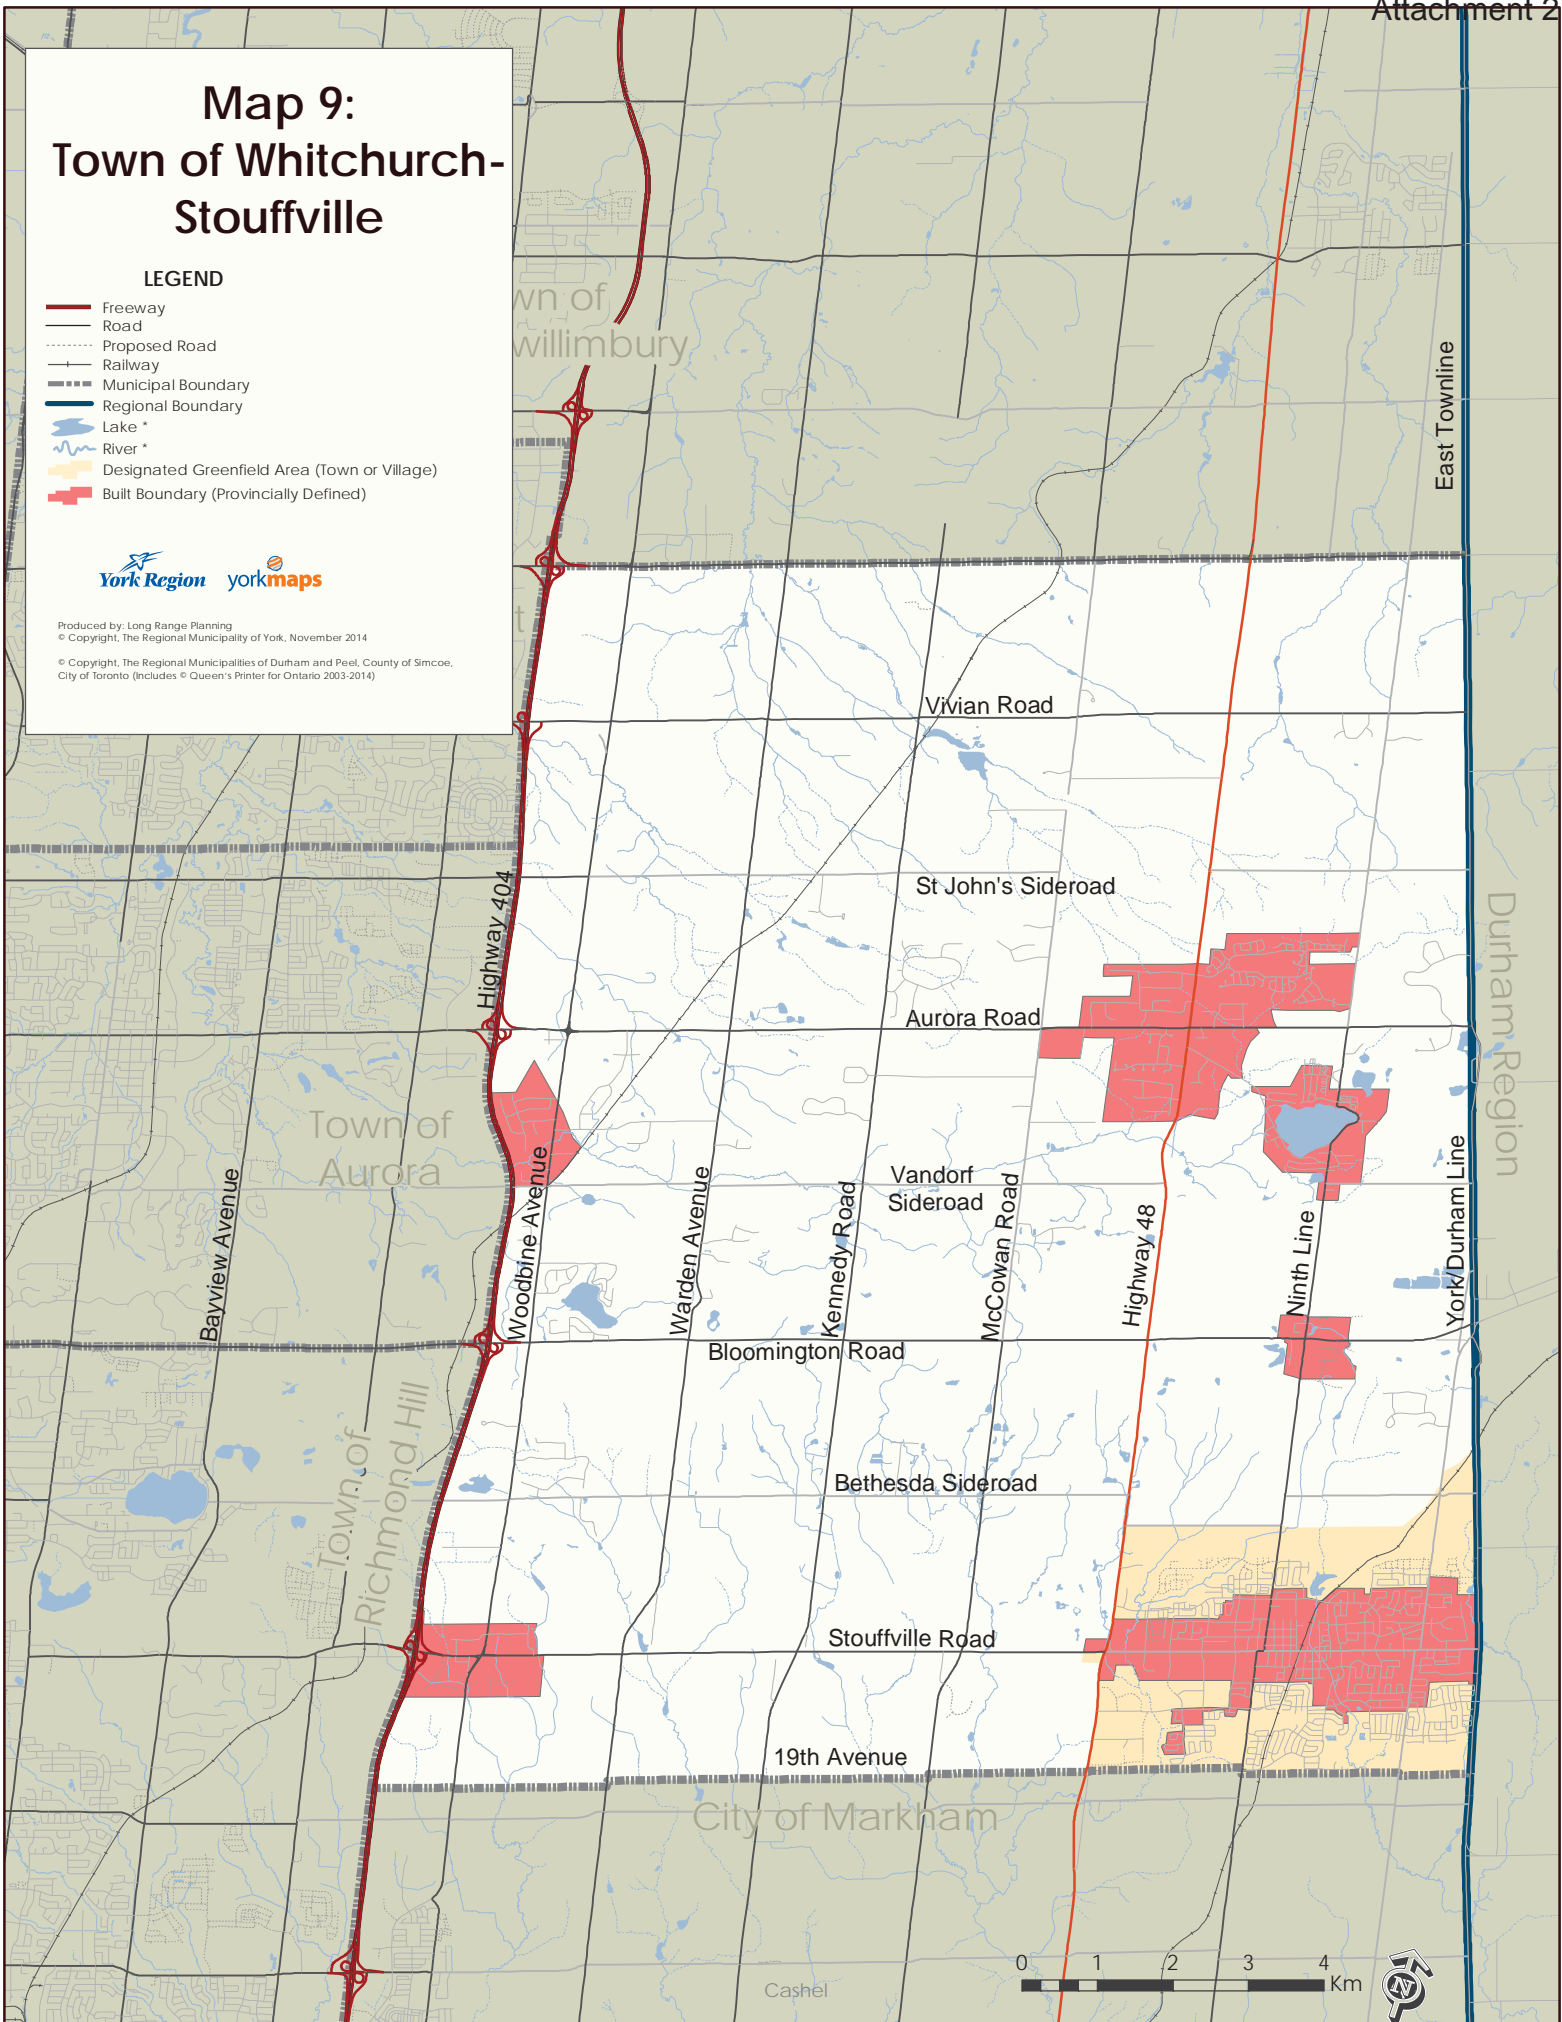 Attachment 2
Map 9:
Town of Whitchurch-
Stouffville
LEGEND
Freeway
Road
Proposed Road
Railway
Municipal Boundary
Regional Boundary
Lake *
River *
Designated Greenfield Area (Town or Village)
Built Boundary (Provincially Defined)
York Region
yorkmaps
Produced by: Long Range Planning
© Copyright, The Regional Municipality of York, November 2014
© Copyright, The Regional Municipalities of Durham and Peel, County of Simcoe,
City of Toronto (Includes © Queen's Printer for Ontario 2003-2014)
wn of
willimbury
t
East Townline
Vivian Road
St John's Sideroad
Highway 404
Durham Region
Aurora Road
Town of
Aurora
Bayview Avenue
Woodbine Avenue
Warden Avenue
Kennedy Road
Vandorf
Sideroad
McCowan Road
Highway 48
Ninth Line
York/Durham Line
Bloomington Road
Town of
Richmond Hill
Bethesda Sideroad
Stouffville Road
19th Avenue
City of Markham
Cashel
0 1 2 3 4
Km
N